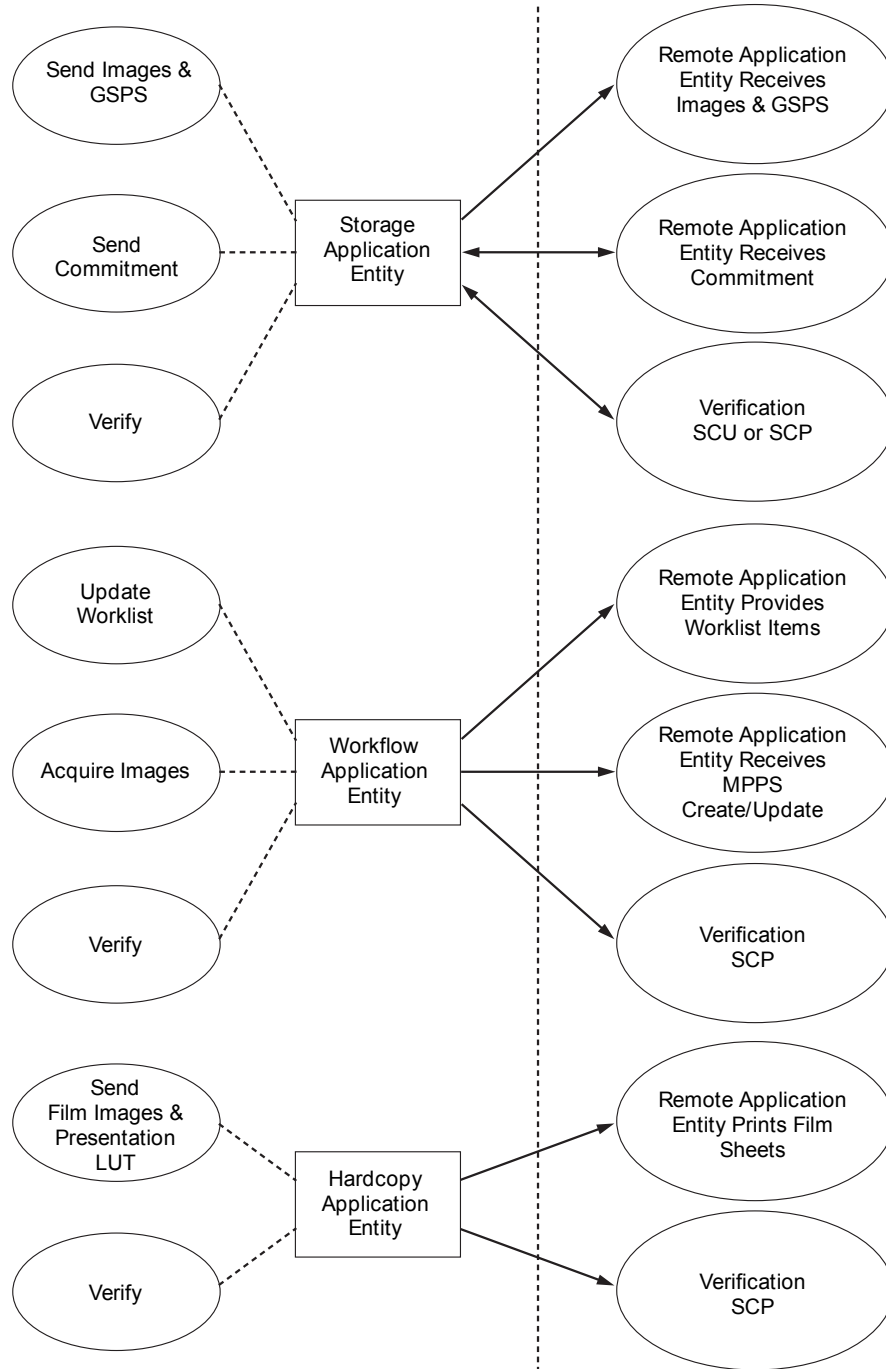 Send Images &
GSPS
Remote Application
Entity Receives
Images & GSPS
Storage
Application
Entity
Send
Commitment
Remote Application
Entity Receives
Commitment
Verify
Verification
SCU or SCP
Update
Worklist
Remote Application
Entity Provides
Worklist Items
Workflow
Application
Entity
Acquire Images
Remote Application
Entity Receives
MPPS
Create/Update
Verify
Verification
SCP
Send
Film Images &
Presentation
LUT
Remote Application
Entity Prints Film
Sheets
Hardcopy
Application
Entity
Verify
Verification
SCP